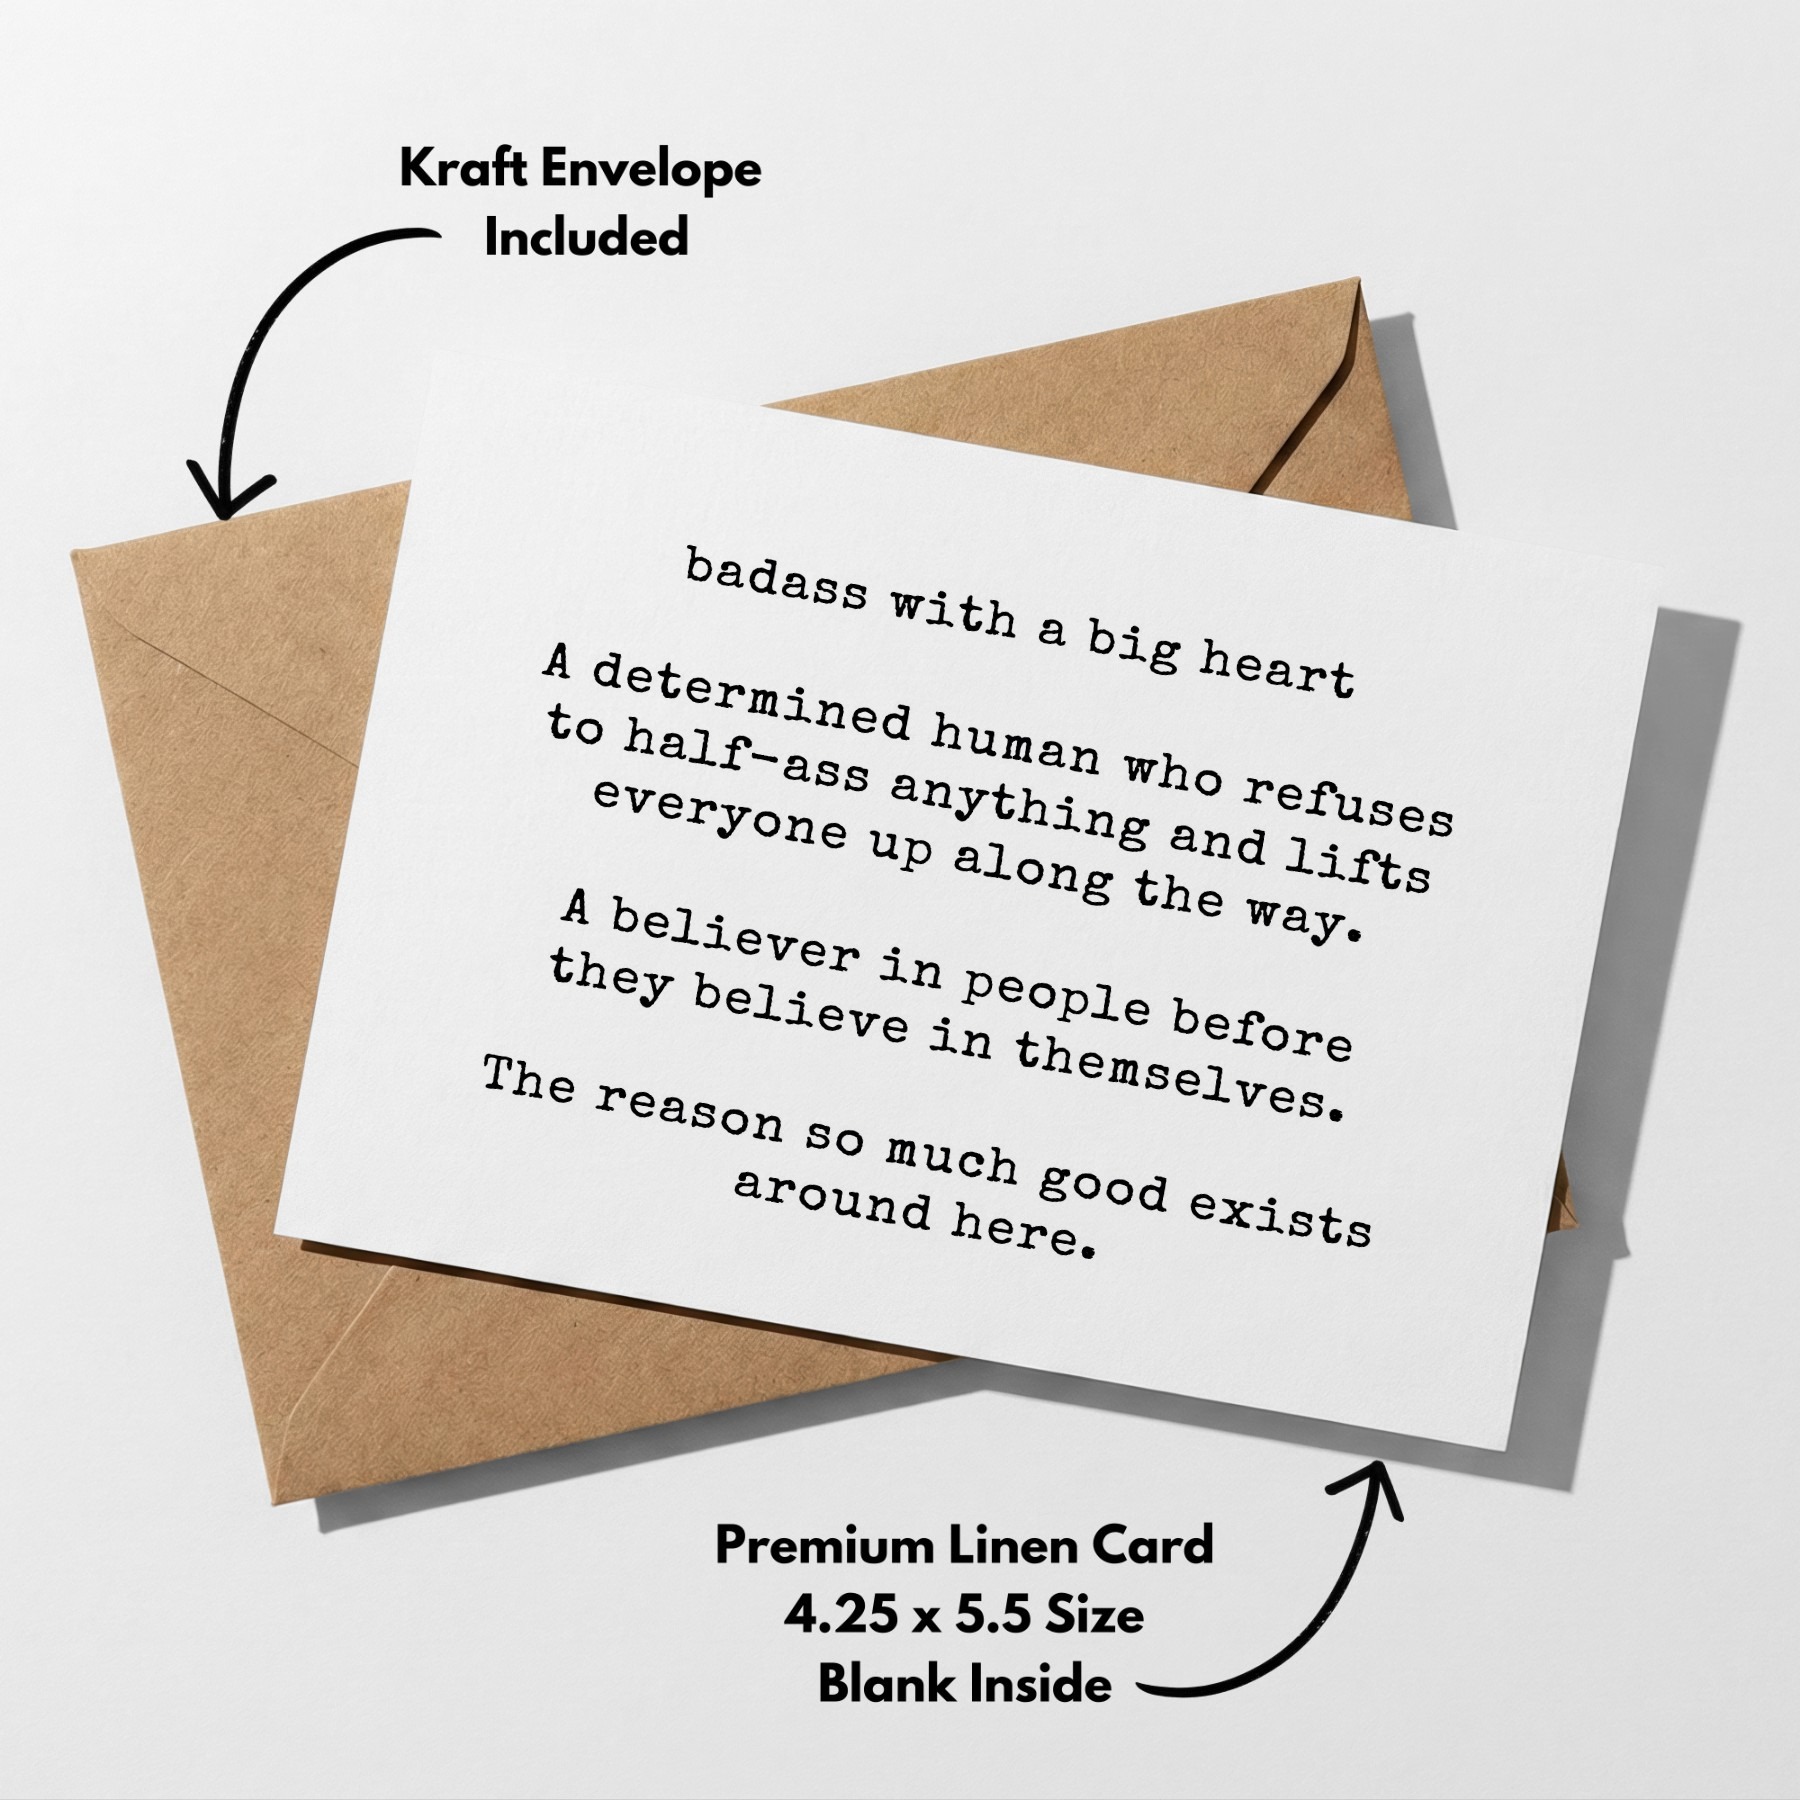 Kraft Envelope
Included
badass with a big heart
A determined human who refuses
to half-ass anything and lifts
everyone up along the way.
A believer in people before
they believe in themselves.
The reason so much good exists
around here.
Premium Linen Card
4.25 x 5.5 Size
Blank Inside